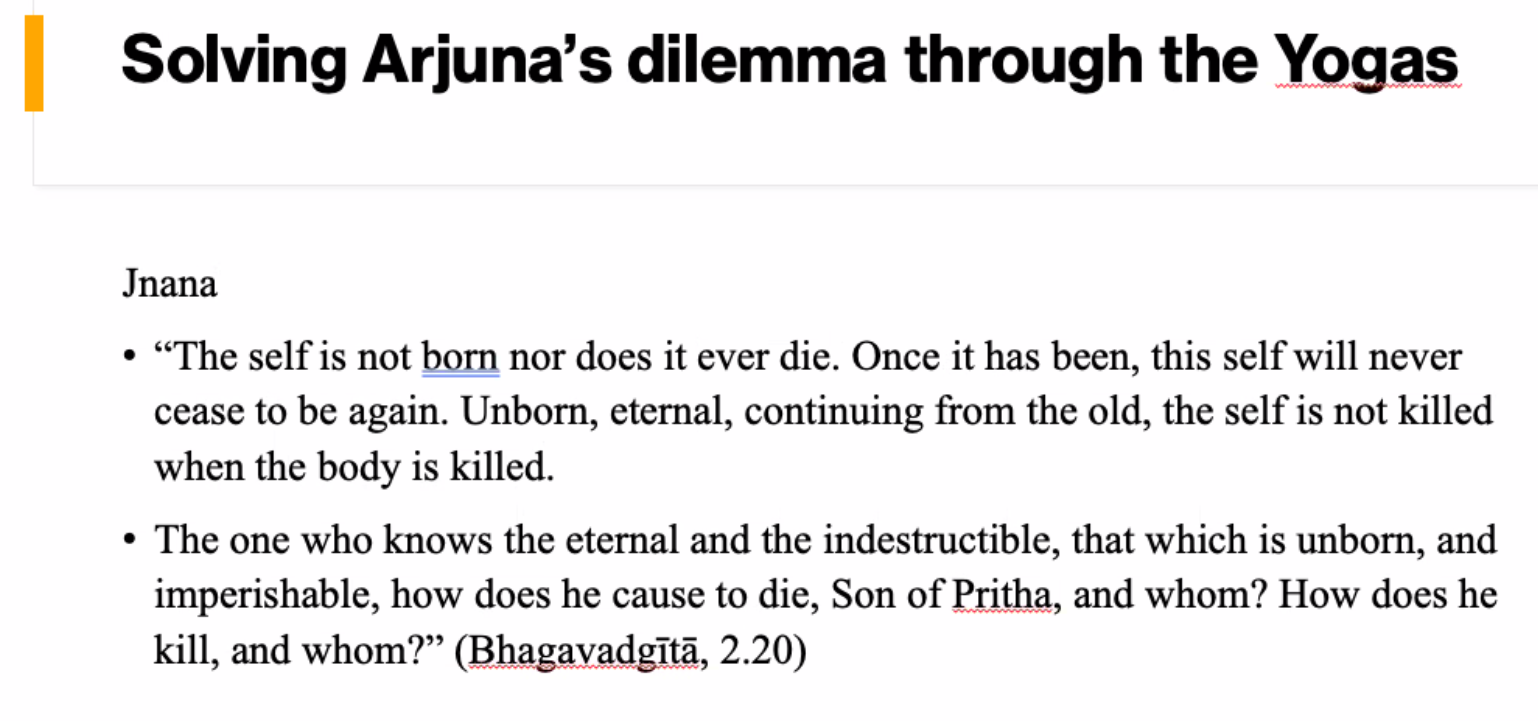 Solving Arjuna’s dilemma through the Yogas
Jnana
• “The self is not born nor does it ever die. Once it has been, this self will never
cease to be again. Unborn, eternal, continuing from the old, the self is not killed
when the body is killed.
• The one who knows the eternal and the indestructible, that which is unborn, and
imperishable, how does he cause to die, Son of Pritha, and whom? How does he
kill, and whom?” (Bhagavadgītā, 2.20)